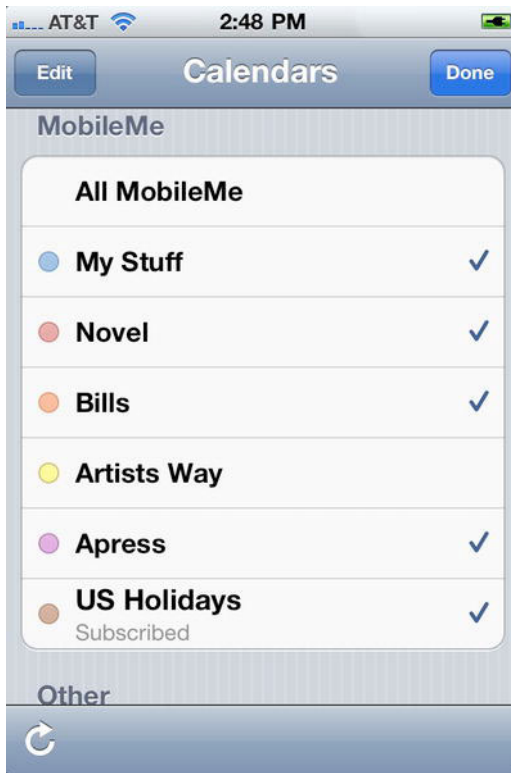 AT&T 2:48 PM
Edit Calendars Done
MobileMe
All MobileMe
My Stuff
Novel
Bills
Artists Way
Apress
US Holidays
Subscribed
Other